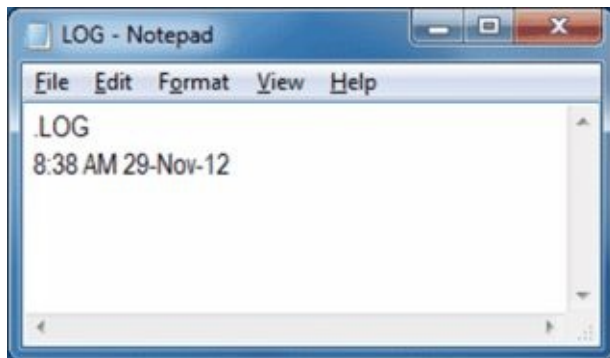 LOG - Notepad
File Edit Format View Help
.LOG
8:38 AM 29-Nov-12